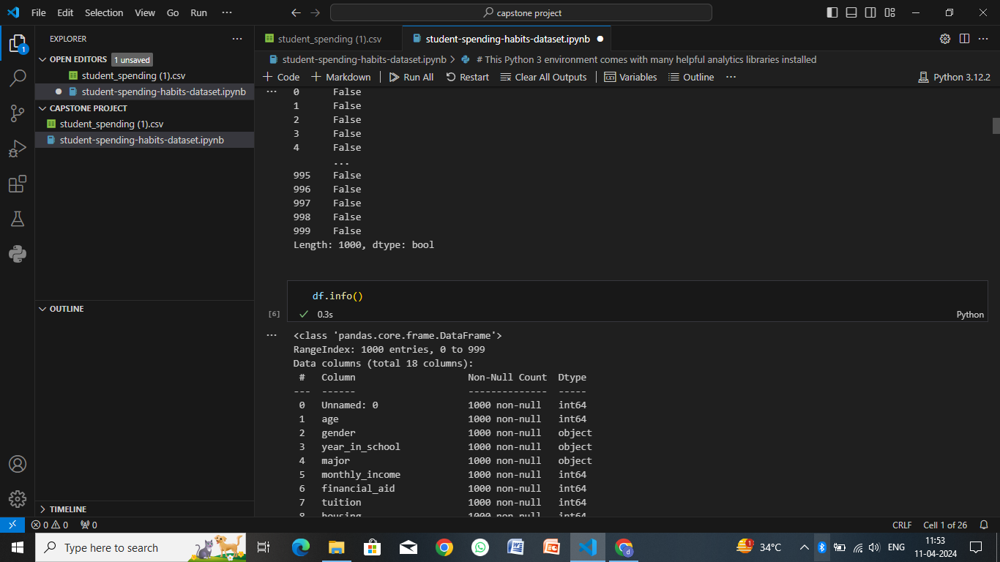 File Edit Selection View Go Run ···
capstone project
EXPLORER
OPEN EDITORS 1 unsaved
student_spending (1).csv
student-spending-habits-dataset.ipynb
CAPSTONE PROJECT
student_spending (1).csv
student-spending-habits-dataset.ipynb
OUTLINE
TIMELINE
student_spending (1).csv
student-spending-habits-dataset.ipynb
student-spending-habits-dataset.ipynb > # This Python 3 environment comes with many helpful analytics libraries installed
Code Markdown Run All Restart Clear All Outputs Variables Outline ··· Python 3.12.2
0 False
1 False
2 False
3 False
4 False
...
995 False
996 False
997 False
998 False
999 False
Length: 1000, dtype: bool
df.info()
[6] 0.3s Python
<class 'pandas.core.frame.DataFrame'>
RangeIndex: 1000 entries, 0 to 999
Data columns (total 18 columns):
# Column Non-Null Count Dtype
--- ------ -------------- -----
0 Unnamed: 0 1000 non-null int64
1 age 1000 non-null int64
2 gender 1000 non-null object
3 year_in_school 1000 non-null object
4 major 1000 non-null object
5 monthly_income 1000 non-null int64
6 financial_aid 1000 non-null int64
7 tuition 1000 non-null int64
8 housing 1000 non-null int64
0 0 0 CRLF Cell 1 of 26
Type here to search
34°C ENG
11:53
11-04-2024